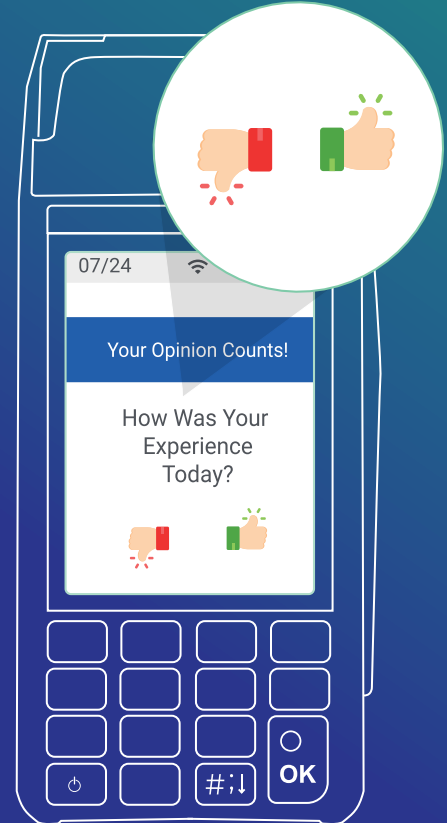 07/24
Your Opinion Counts!
How Was Your
Experience
Today?
#;↓
OK